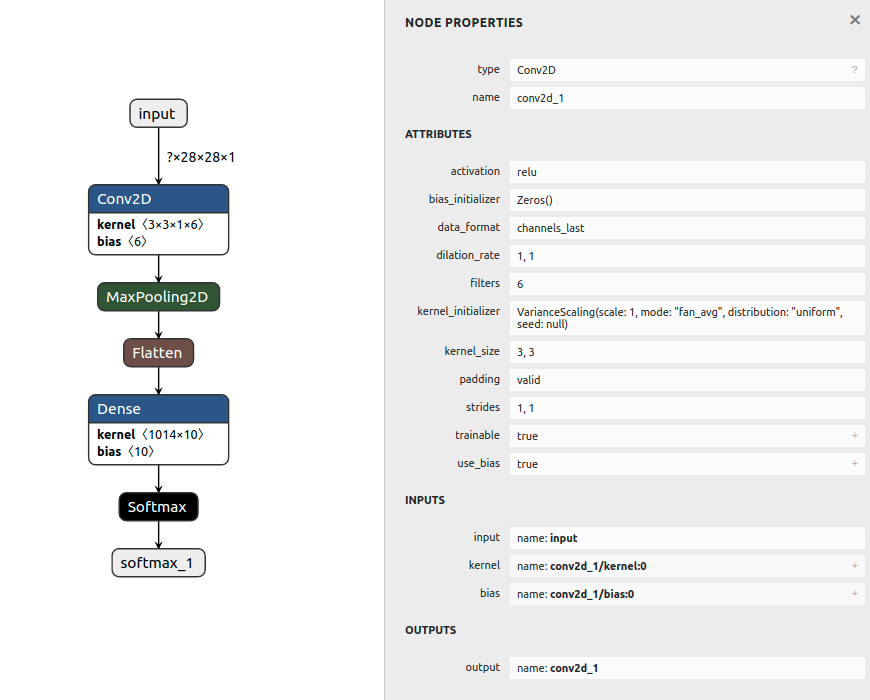 input
?×28×28×1
Conv2D
kernel 〈3×3×1×6〉
bias 〈6〉
MaxPooling2D
Flatten
Dense
kernel 〈1014×10〉
bias 〈10〉
Softmax
softmax_1
NODE PROPERTIES ×
type Conv2D ?
name conv2d_1
ATTRIBUTES
activation relu
bias_initializer Zeros()
data_format channels_last
dilation_rate 1, 1
filters 6
kernel_initializer VarianceScaling(scale: 1, mode: "fan_avg", distribution: "uniform",
seed: null)
kernel_size 3, 3
padding valid
strides 1, 1
trainable true +
use_bias true +
INPUTS
input name: input
kernel name: conv2d_1/kernel:0 +
bias name: conv2d_1/bias:0 +
OUTPUTS
output name: conv2d_1